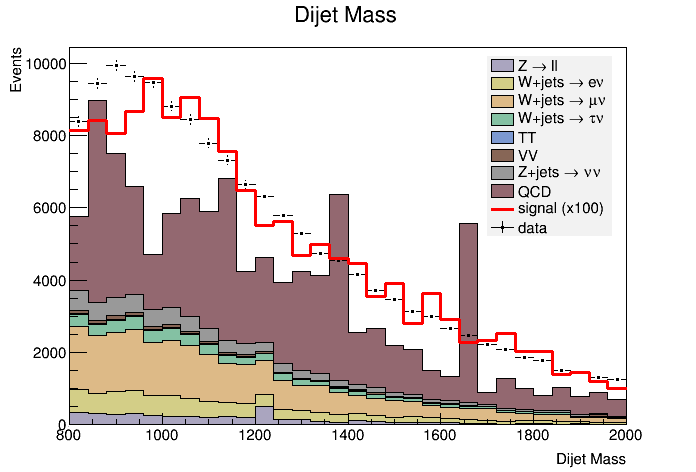 Dijet Mass
Events
10000
8000
6000
4000
2000
0
800
1000
1200
1400
1600
1800
2000
Dijet Mass
Z → ll
W+jets → eν
W+jets → μν
W+jets → τν
TT
VV
Z+jets → νν
QCD
signal (x100)
data